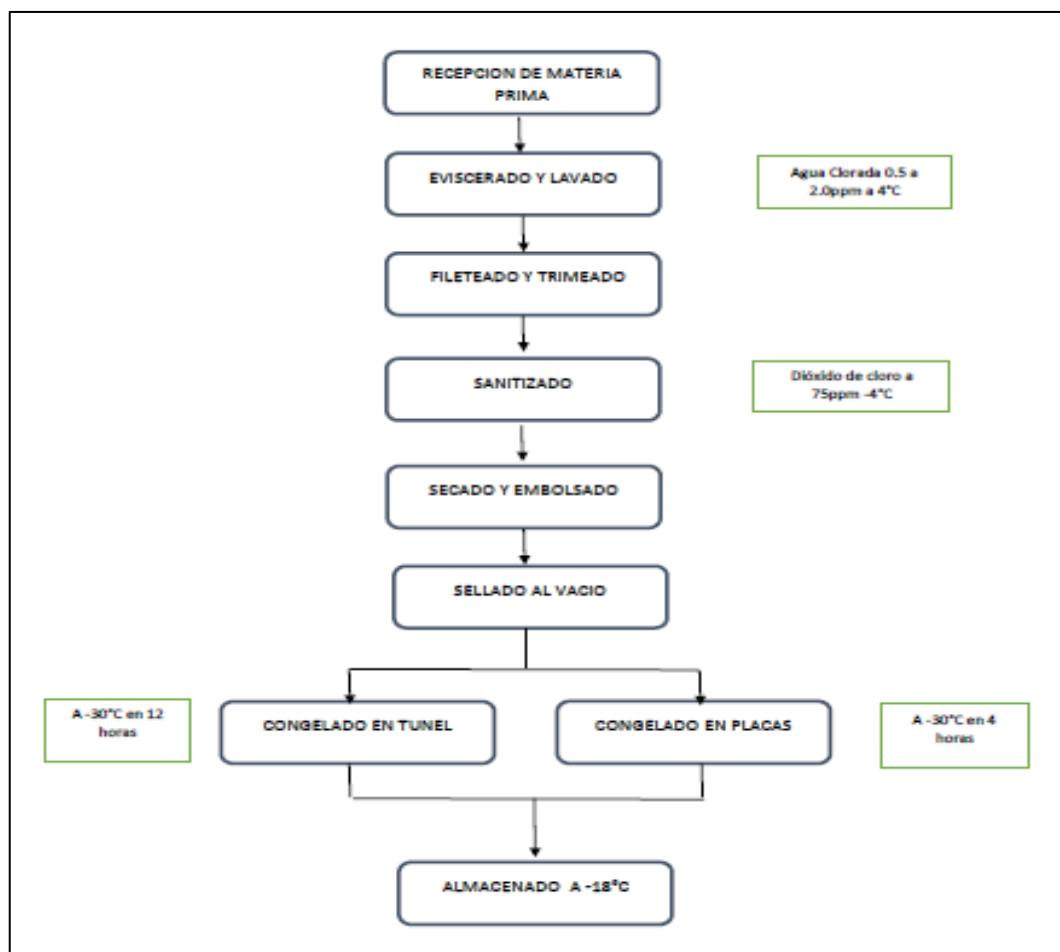 RECEPCION DE MATERIA
PRIMA
EVISCERADO Y LAVADO
Agua Clorada 0.5 a
2.0ppm a 4°C
FILETEADO Y TRIMEADO
SANITIZADO
Dióxido de cloro a
75ppm -4°C
SECADO Y EMBOLSADO
SELLADO AL VACIO
A -30°C en 12
horas
CONGELADO EN TUNEL
CONGELADO EN PLACAS
A -30°C en 4
horas
ALMACENADO A -18°C